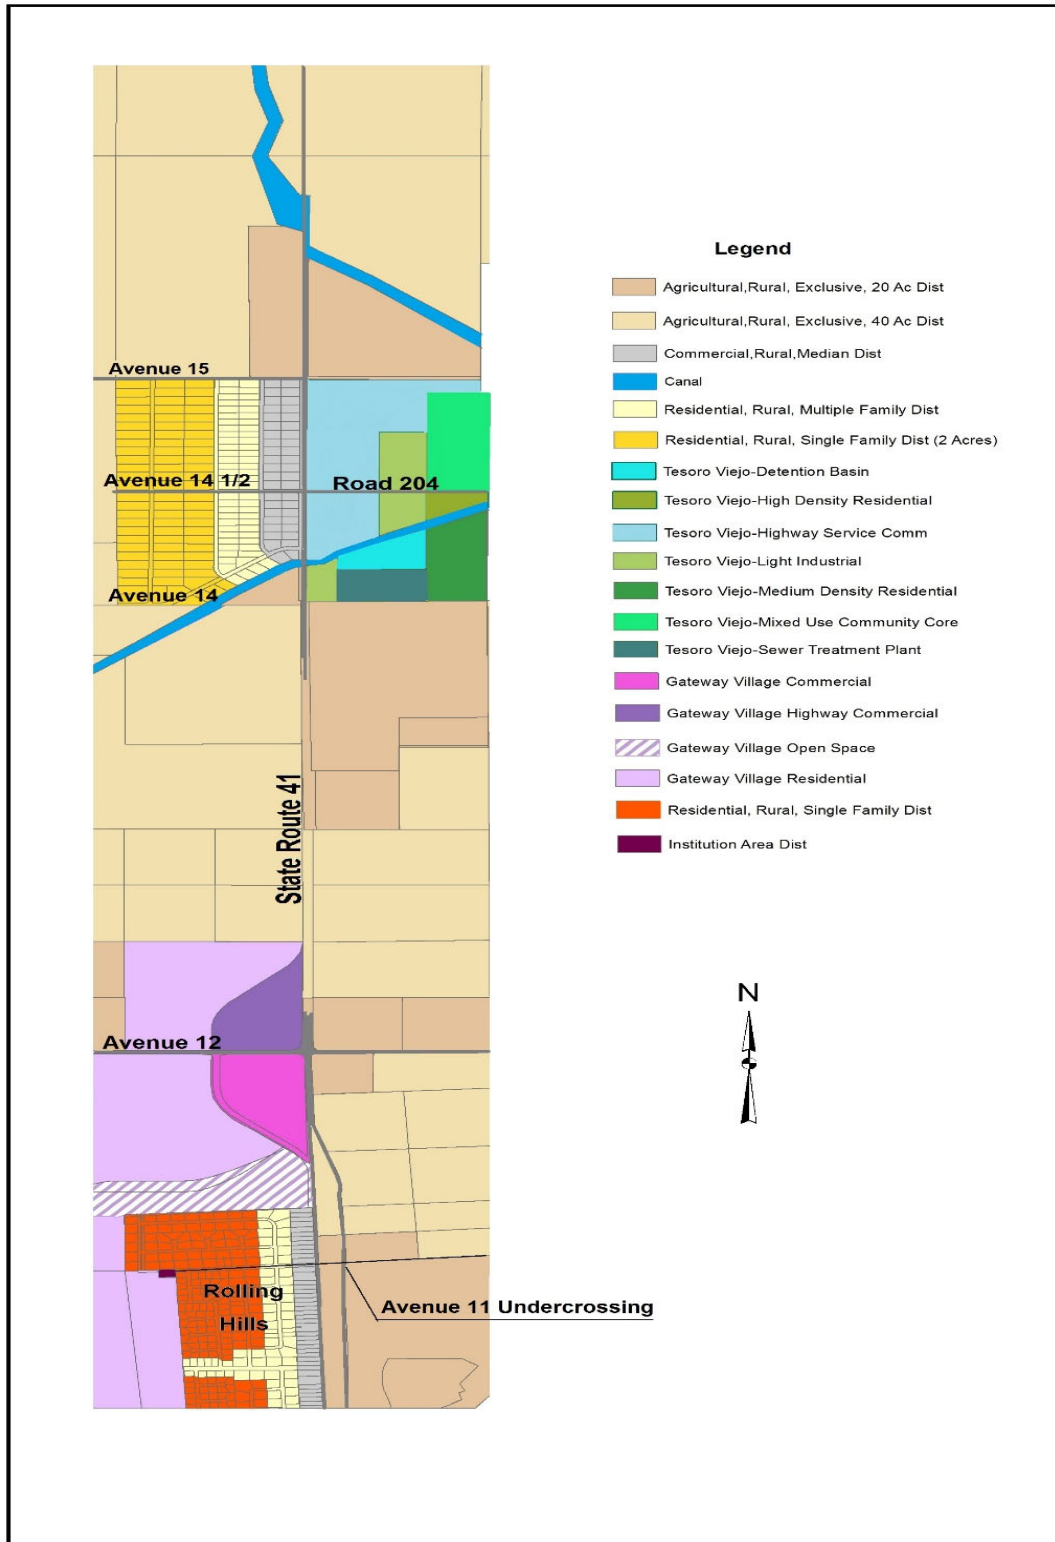 Legend
Agricultural,Rural, Exclusive, 20 Ac Dist
Agricultural,Rural, Exclusive, 40 Ac Dist
Commercial,Rural,Median Dist
Canal
Residential, Rural, Multiple Family Dist
Residential, Rural, Single Family Dist (2 Acres)
Tesoro Viejo-Detention Basin
Tesoro Viejo-High Density Residential
Tesoro Viejo-Highway Service Comm
Tesoro Viejo-Light Industrial
Tesoro Viejo-Medium Density Residential
Tesoro Viejo-Mixed Use Community Core
Tesoro Viejo-Sewer Treatment Plant
Gateway Village Commercial
Gateway Village Highway Commercial
Gateway Village Open Space
Gateway Village Residential
Residential, Rural, Single Family Dist
Institution Area Dist
Avenue 15
Avenue 14 1/2
Road 204
Avenue 14
State Route 41
Avenue 12
Rolling
Hills
Avenue 11 Undercrossing
N